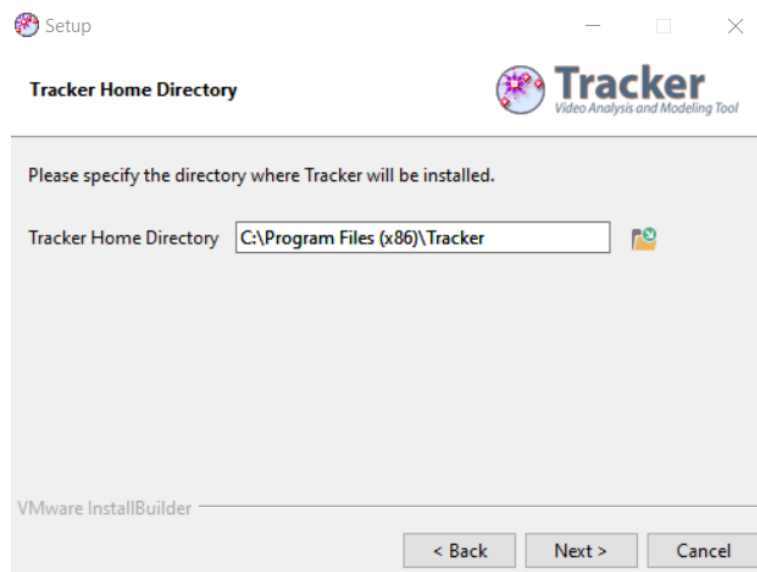 Setup
Tracker Home Directory
Tracker
Video Analysis and Modeling Tool
Please specify the directory where Tracker will be installed.
Tracker Home Directory C:\Program Files (x86)\Tracker
VMware InstallBuilder
< Back Next > Cancel